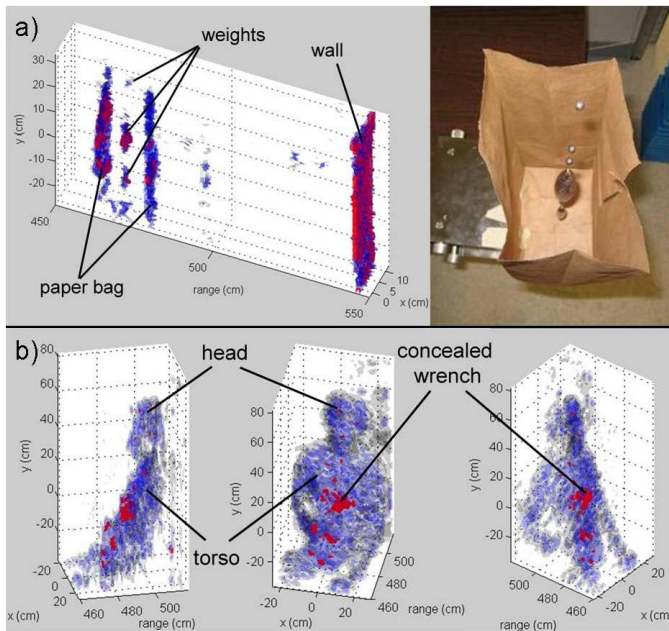 a)
weights
wall
30
20
10
0
-10
-20
y (cm)
450
500
550
range (cm)
10
5
0
x (cm)
paper bag
b)
head
concealed
wrench
torso
80
60
40
20
0
-20
y (cm)
-20
0
20
x (cm)
460
480
500
range (cm)
80
60
40
20
0
-20
y (cm)
-20
0
20
x (cm)
500
480
460
range (cm)
80
60
40
20
0
-20
y (cm)
500
480
460
range (cm)
20
0
-20
x (cm)